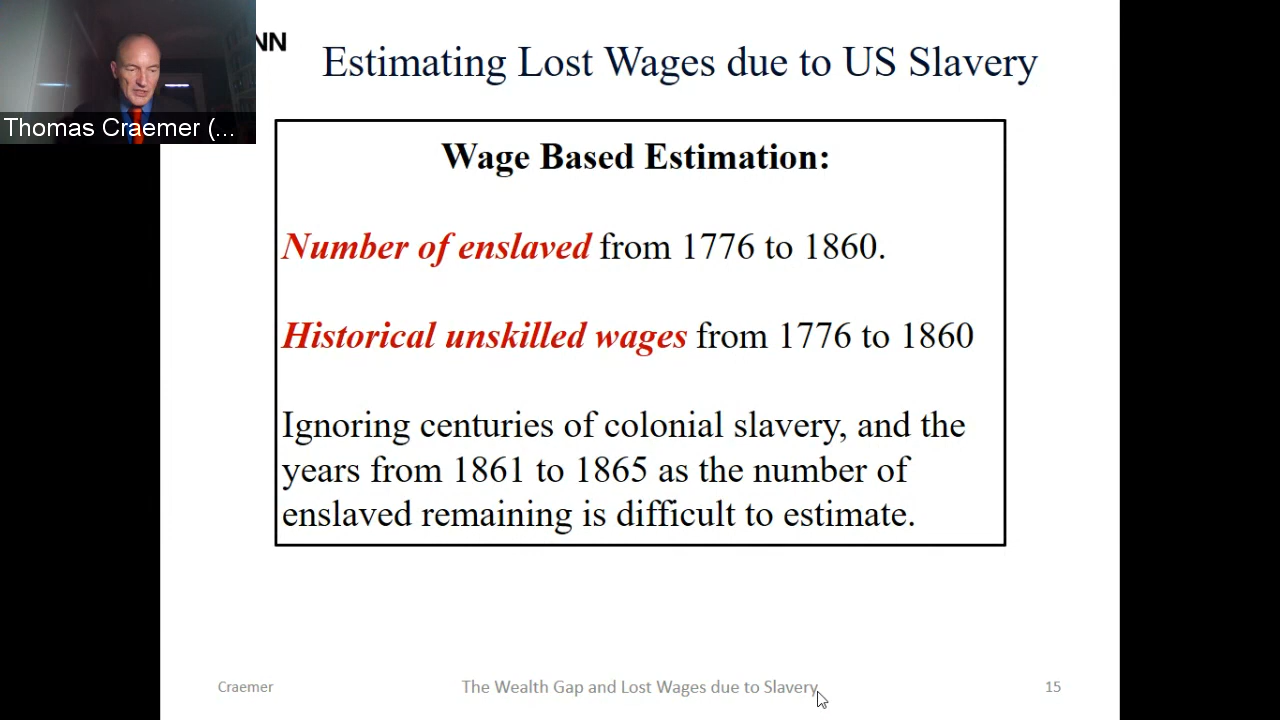 NN
Estimating Lost Wages due to US Slavery
Thomas Craemer (...
Wage Based Estimation:
Number of enslaved from 1776 to 1860.
Historical unskilled wages from 1776 to 1860
Ignoring centuries of colonial slavery, and the
years from 1861 to 1865 as the number of
enslaved remaining is difficult to estimate.
Craemer
The Wealth Gap and Lost Wages due to Slavery
15